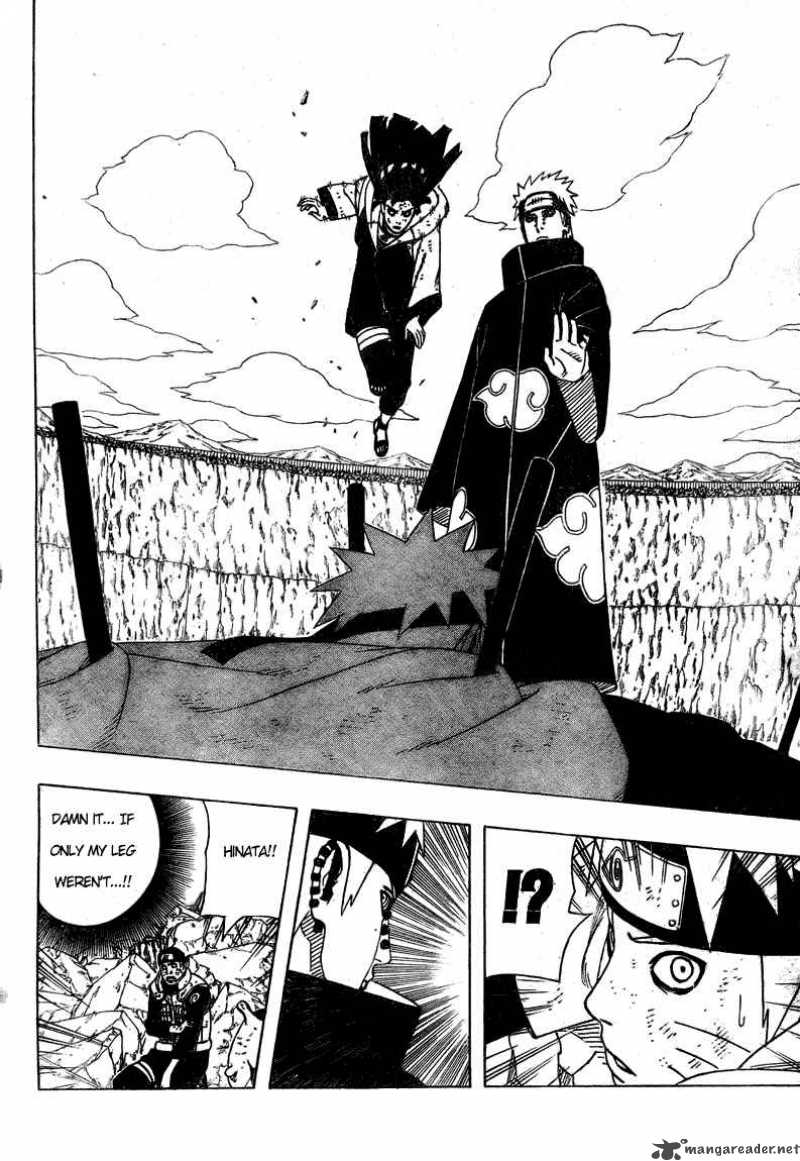 DAMN IT... IF
ONLY MY LEG
WEREN'T...!!
HINATA!!
!?
mangareader.net